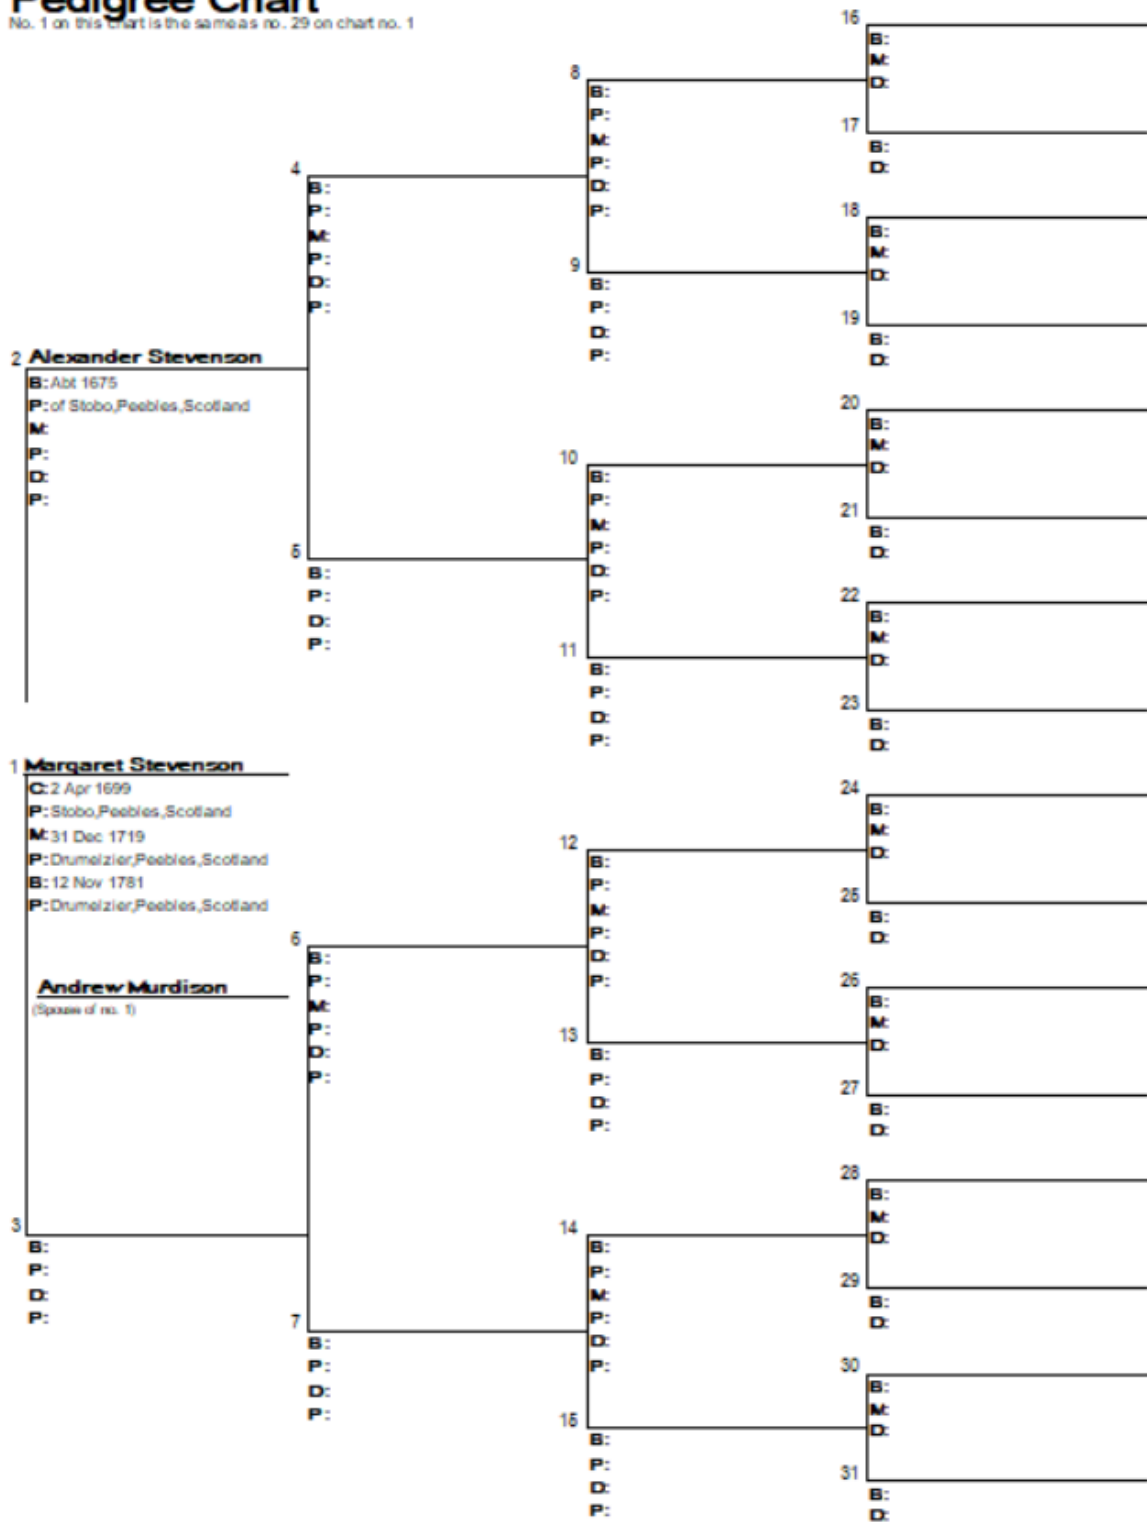 Pedigree Chart
No. 1 on this chart is the same as no. 29 on chart no. 1
16
B:
M:
D:
8
B:
P:
M:
P:
D:
P:
17
B:
D:
4
B:
P:
M:
P:
D:
P:
18
B:
M:
D:
9
B:
P:
D:
P:
19
B:
D:
2 Alexander Stevenson
B: Abt 1675
P: of Stobo,Peebles,Scotland
M:
P:
D:
P:
20
B:
M:
D:
10
B:
P:
M:
P:
D:
P:
21
B:
D:
5
B:
P:
D:
P:
22
B:
M:
D:
11
B:
P:
D:
P:
23
B:
D:
1 Margaret Stevenson
C: 2 Apr 1699
P: Stobo,Peebles,Scotland
M: 31 Dec 1719
P: Drumelzier,Peebles,Scotland
B: 12 Nov 1781
P: Drumelzier,Peebles,Scotland
Andrew Murdison
(Spouse of no. 1)
24
B:
M:
D:
12
B:
P:
M:
P:
D:
P:
25
B:
D:
6
B:
P:
M:
P:
D:
P:
26
B:
M:
D:
13
B:
P:
D:
P:
27
B:
D:
3
B:
P:
D:
P:
28
B:
M:
D:
14
B:
P:
M:
P:
D:
P:
29
B:
D:
7
B:
P:
D:
P:
30
B:
M:
D:
15
B:
P:
D:
P:
31
B:
D: